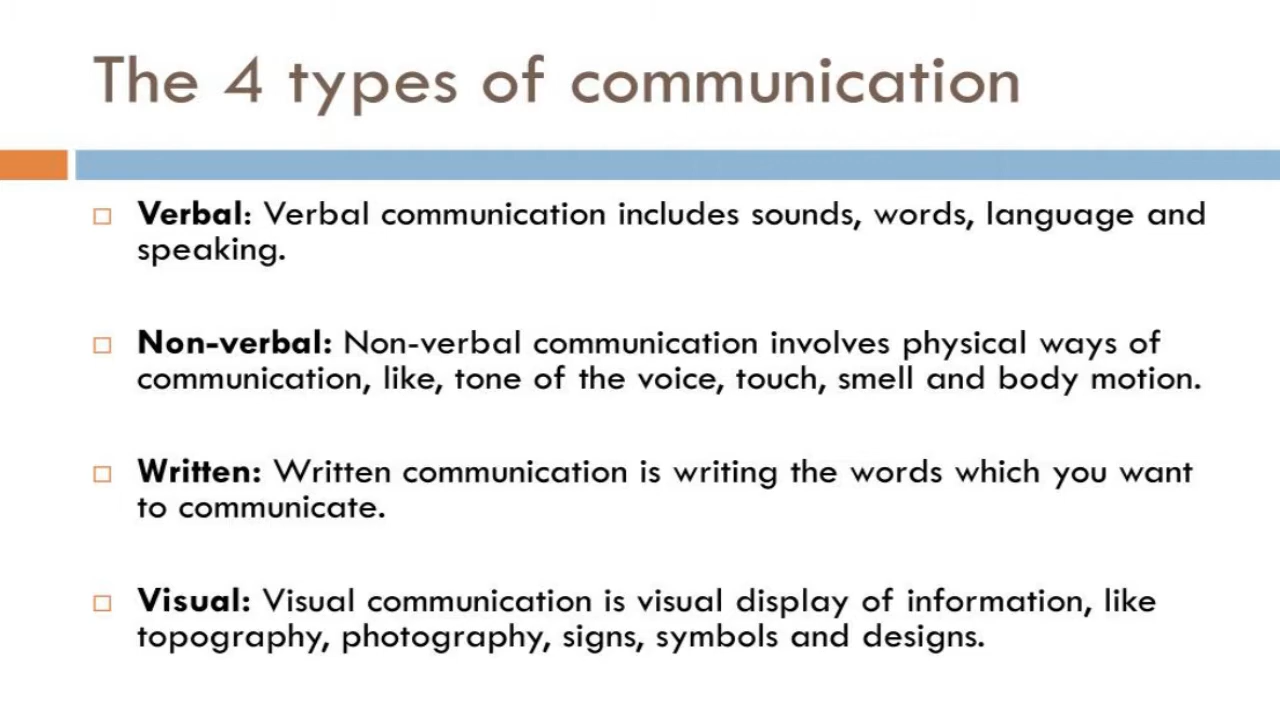 The 4 types of communication
Verbal: Verbal communication includes sounds, words, language and
speaking.
Non-verbal: Non-verbal communication involves physical ways of
communication, like, tone of the voice, touch, smell and body motion.
Written: Written communication is writing the words which you want
to communicate.
Visual: Visual communication is visual display of information, like
topography, photography, signs, symbols and designs.